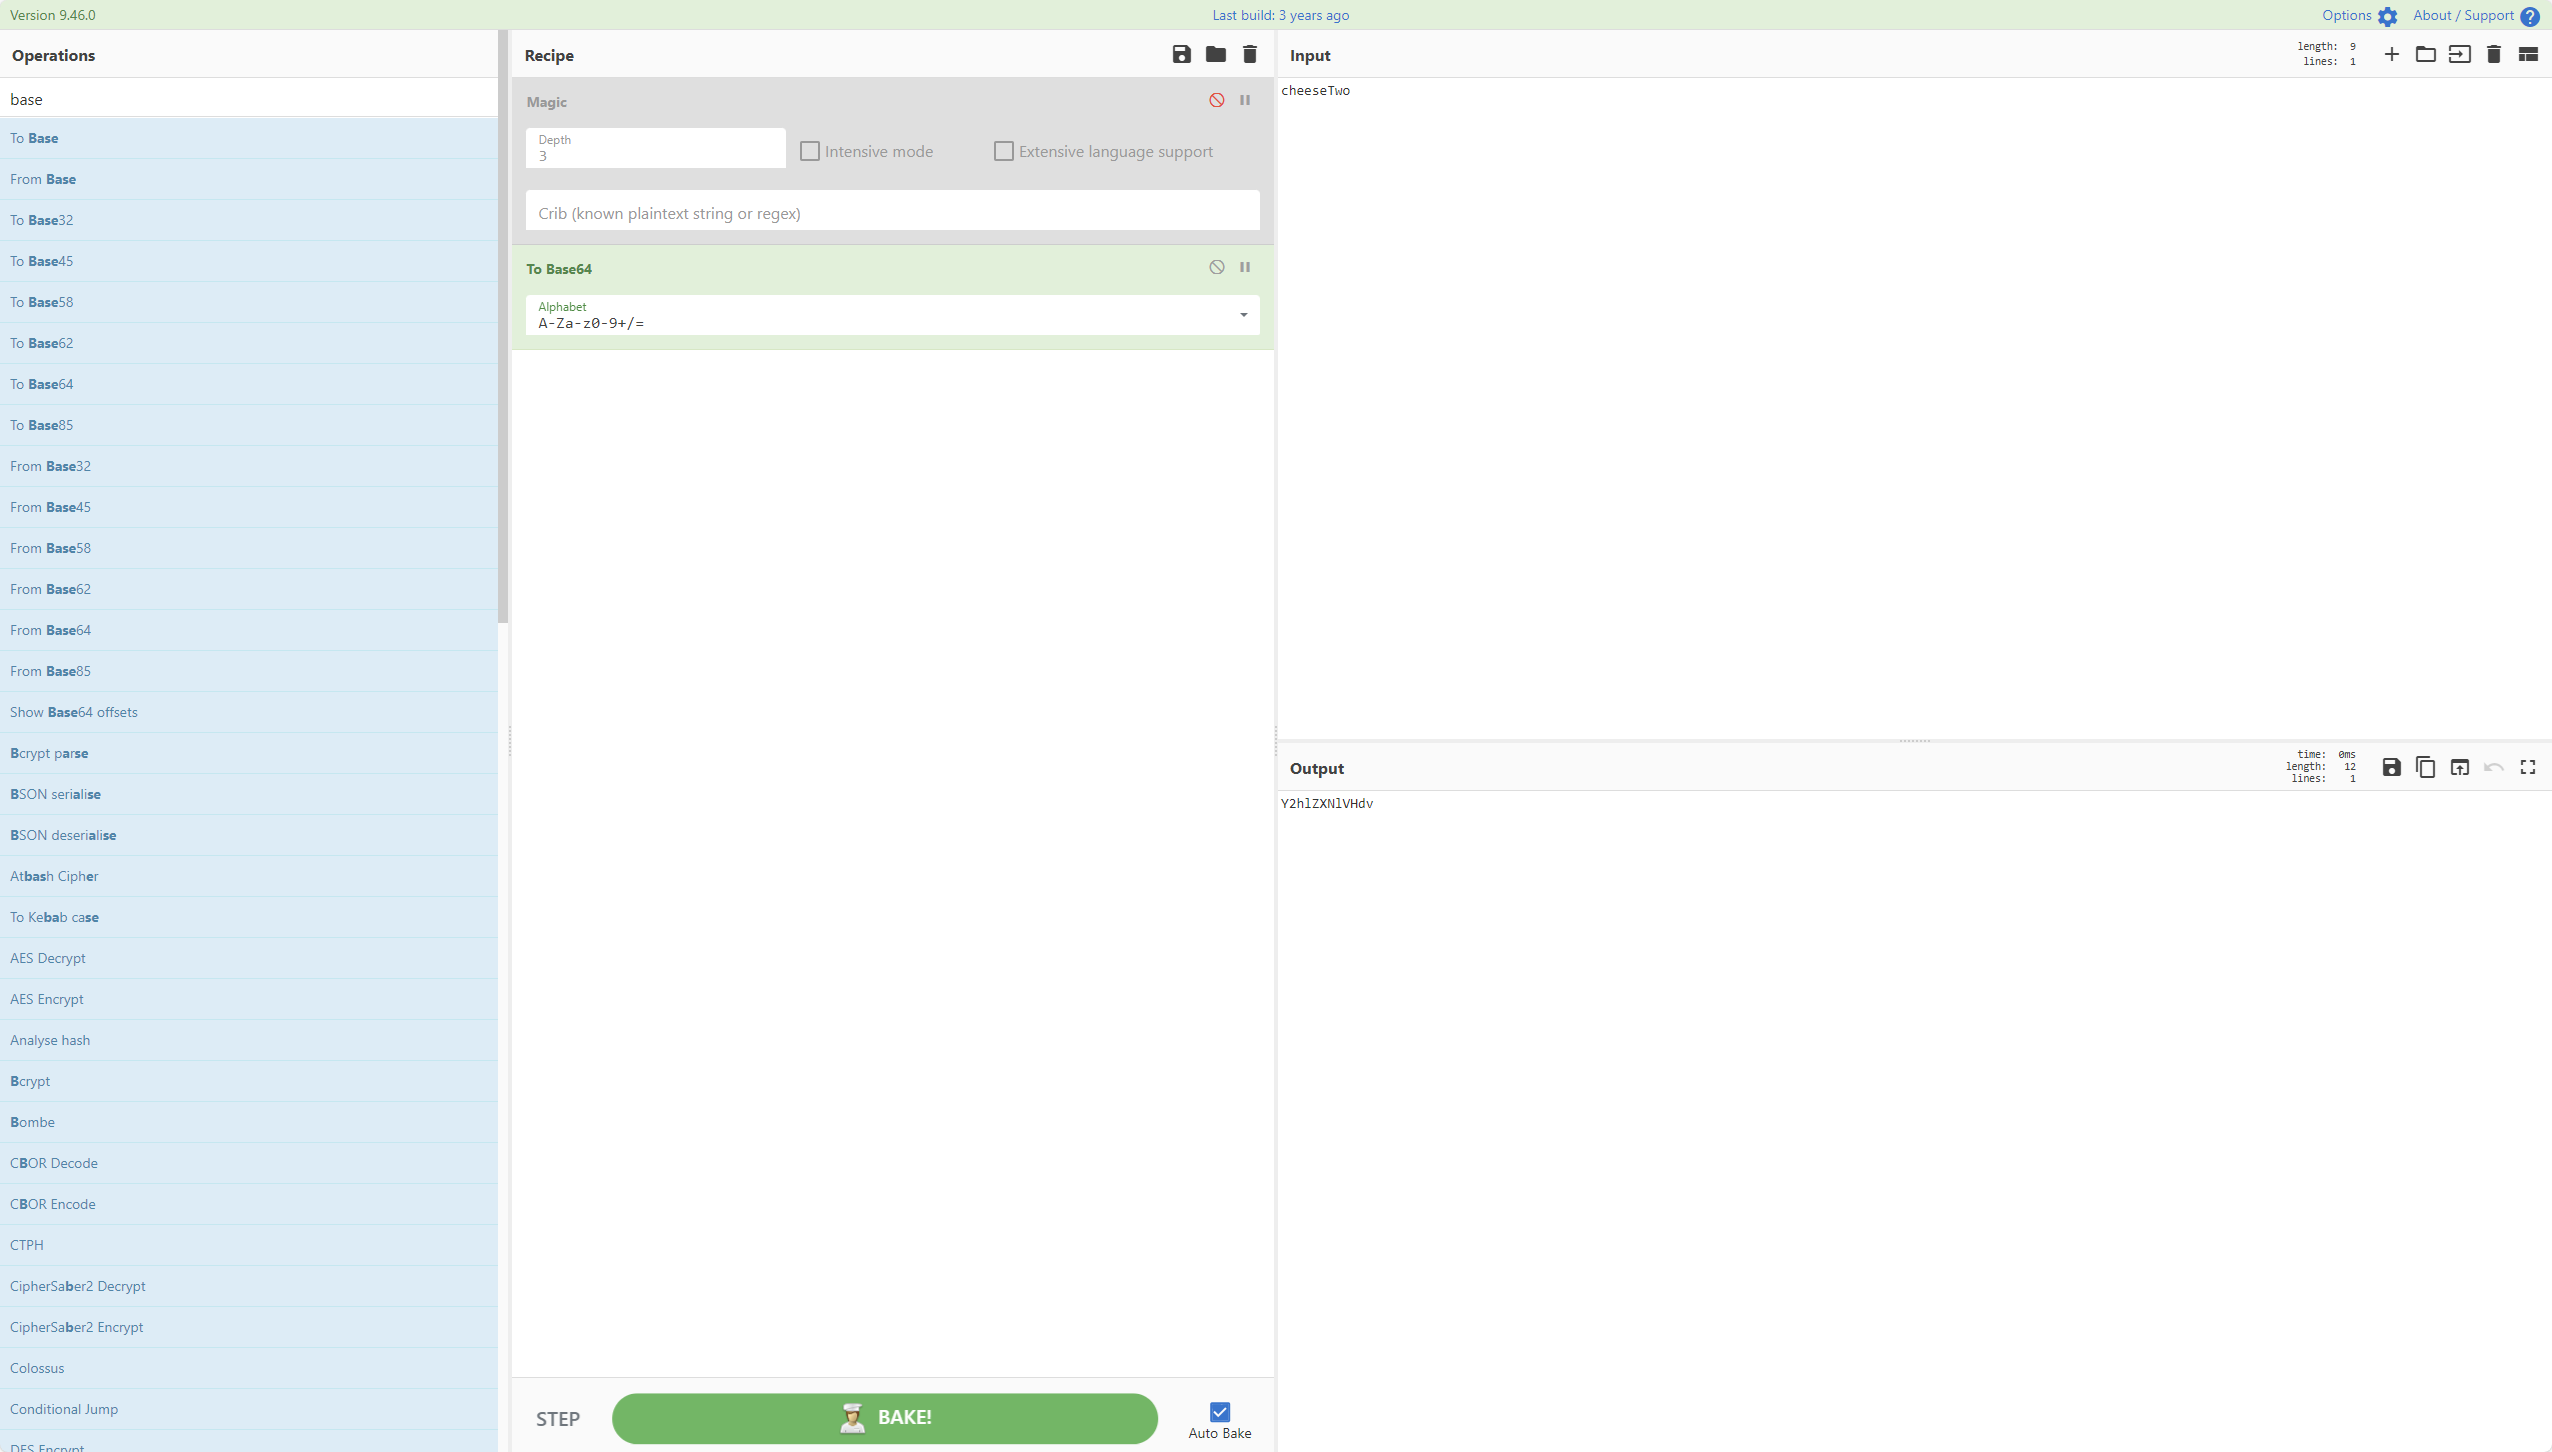 Version 9.46.0
Last build: 3 years ago
Options
About / Support
Operations
base
To Base
From Base
To Base32
To Base45
To Base58
To Base62
To Base64
To Base85
From Base32
From Base45
From Base58
From Base62
From Base64
From Base85
Show Base64 offsets
Bcrypt parse
BSON serialise
BSON deserialise
Atbash Cipher
To Kebab case
AES Decrypt
AES Encrypt
Analyse hash
Bcrypt
Bombe
CBOR Decode
CBOR Encode
CTPH
CipherSaber2 Decrypt
CipherSaber2 Encrypt
Colossus
Conditional Jump
DES Encrypt
Recipe
Magic
Depth
3
Intensive mode
Extensive language support
Crib (known plaintext string or regex)
To Base64
Alphabet
A-Za-z0-9+/=
STEP
BAKE!
Auto Bake
Input
length: 9
lines: 1
cheeseTwo
Output
time: 0ms
length: 12
lines: 1
Y2hlZXNlVHdv